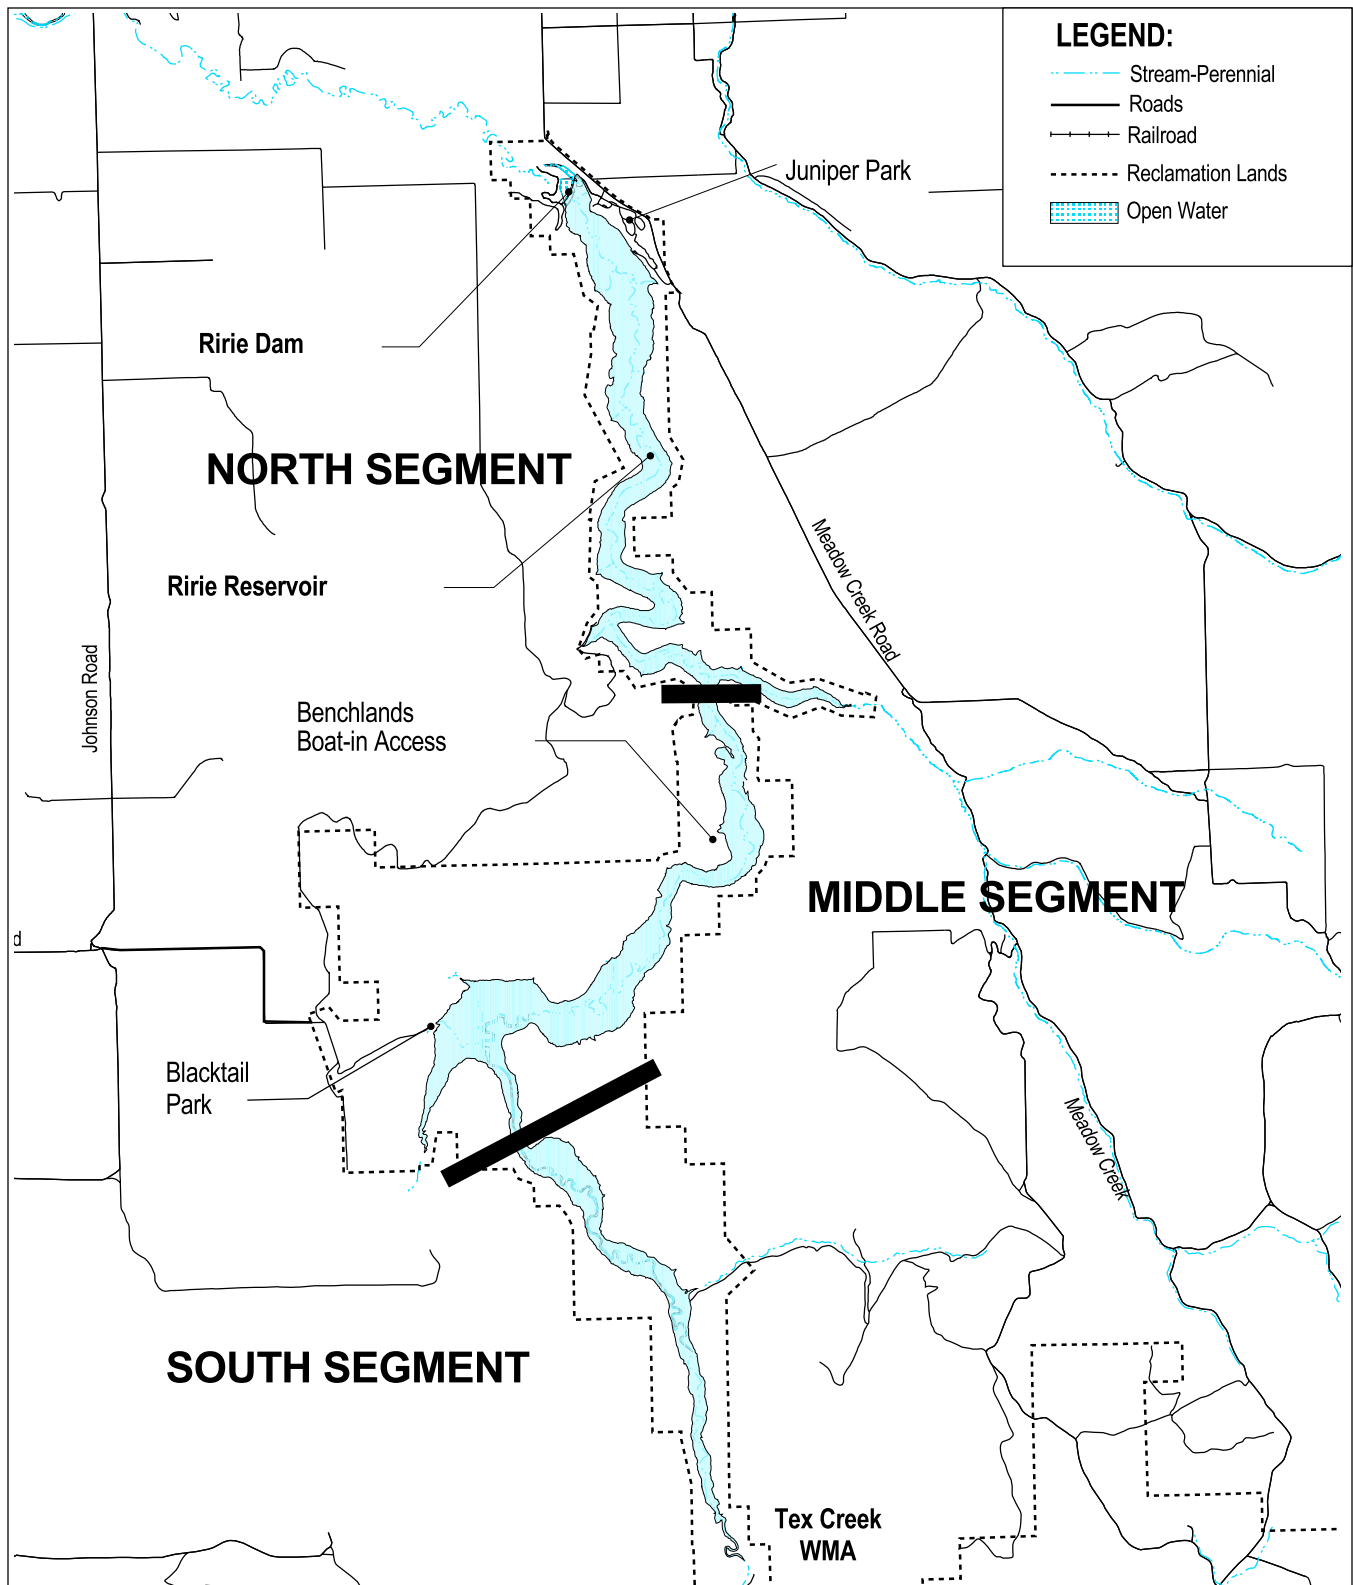 LEGEND:
Stream-Perennial
Roads
Railroad
Reclamation Lands
Open Water
Juniper Park
Ririe Dam
NORTH SEGMENT
Meadow Creek Road
Ririe Reservoir
Johnson Road
Benchlands
Boat-in Access
MIDDLE SEGMENT
d
Blacktail
Park
Meadow Creek
SOUTH SEGMENT
Tex Creek
WMA